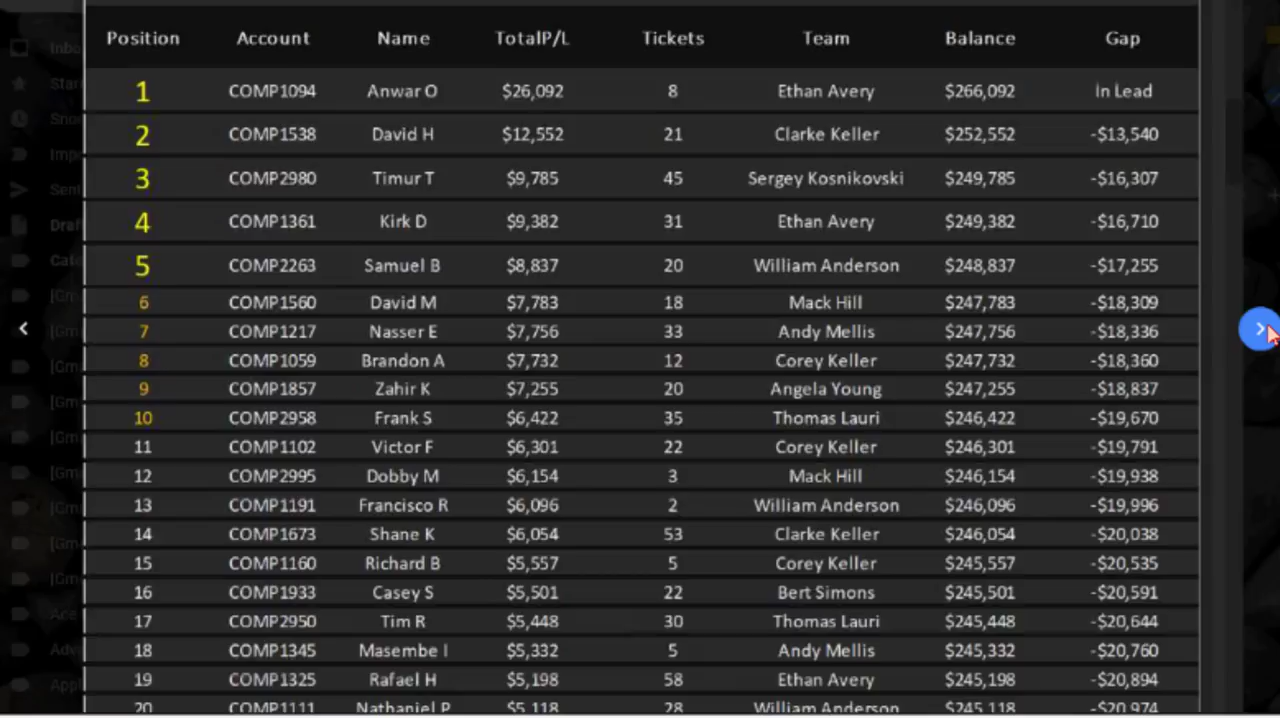 Position Account Name TotalP/L Tickets Team Balance Gap
1 COMP1094 Anwar O $26,092 8 Ethan Avery $266,092 In Lead
2 COMP1538 David H $12,552 21 Clarke Keller $252,552 -$13,540
3 COMP2980 Timur T $9,785 45 Sergey Kosnikovski $249,785 -$16,307
4 COMP1361 Kirk D $9,382 31 Ethan Avery $249,382 -$16,710
5 COMP2263 Samuel B $8,837 20 William Anderson $248,837 -$17,255
6 COMP1560 David M $7,783 18 Mack Hill $247,783 -$18,309
7 COMP1217 Nasser E $7,756 33 Andy Mellis $247,756 -$18,336
8 COMP1059 Brandon A $7,732 12 Corey Keller $247,732 -$18,360
9 COMP1857 Zahir K $7,255 20 Angela Young $247,255 -$18,837
10 COMP2958 Frank S $6,422 35 Thomas Lauri $246,422 -$19,670
11 COMP1102 Victor F $6,301 22 Corey Keller $246,301 -$19,791
12 COMP2995 Dobby M $6,154 3 Mack Hill $246,154 -$19,938
13 COMP1191 Francisco R $6,096 2 William Anderson $246,096 -$19,996
14 COMP1673 Shane K $6,054 53 Clarke Keller $246,054 -$20,038
15 COMP1160 Richard B $5,557 5 Corey Keller $245,557 -$20,535
16 COMP1933 Casey S $5,501 22 Bert Simons $245,501 -$20,591
17 COMP2950 Tim R $5,448 30 Thomas Lauri $245,448 -$20,644
18 COMP1345 Masembe I $5,332 5 Andy Mellis $245,332 -$20,760
19 COMP1325 Rafael H $5,198 58 Ethan Avery $245,198 -$20,894
20 COMP1111 Nathaniel P $5,118 28 William Anderson $245,118 -$20,974